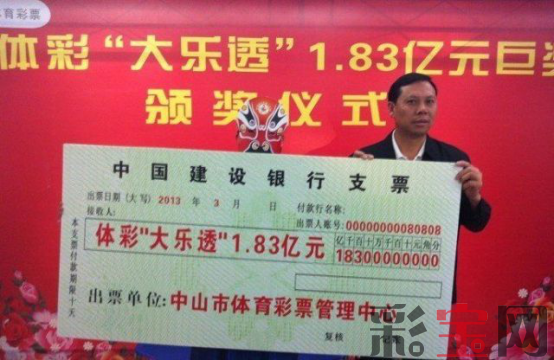 体育彩票
体彩“大乐透”1.83亿元巨奖
颁奖仪式
中国建设银行支票
出票日期（大写）2013 年 3 月 日 付款行名称：
接收人： 出票人账号：00000000080808
体彩"大乐透"1.83亿元
亿千百十万千百十元角分
18300000000
本支票付款期限十天
出票单位：中山市体育彩票管理中心
复核
彩宝网